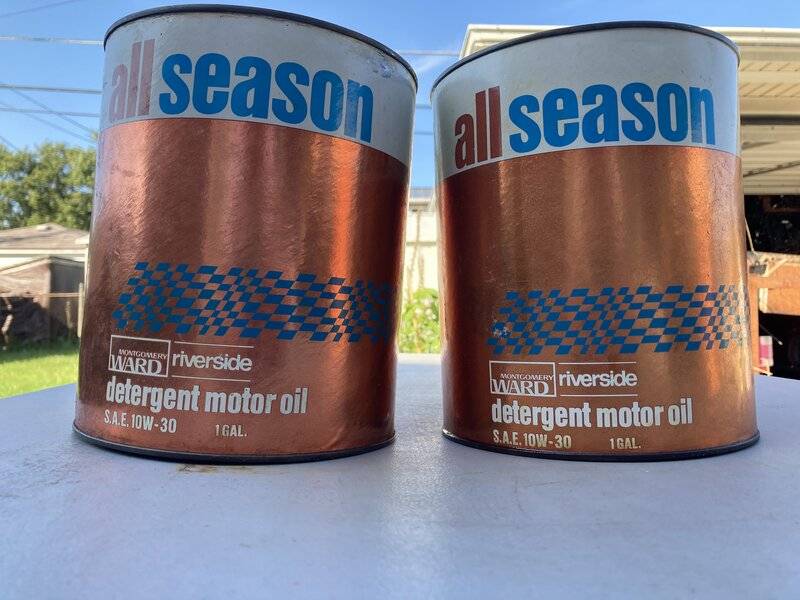 all season
MONTGOMERY
WARD riverside
detergent motor oil
S.A.E. 10W-30 1 GAL.
all season
MONTGOMERY
WARD riverside
detergent motor oil
S.A.E. 10W-30 1 GAL.